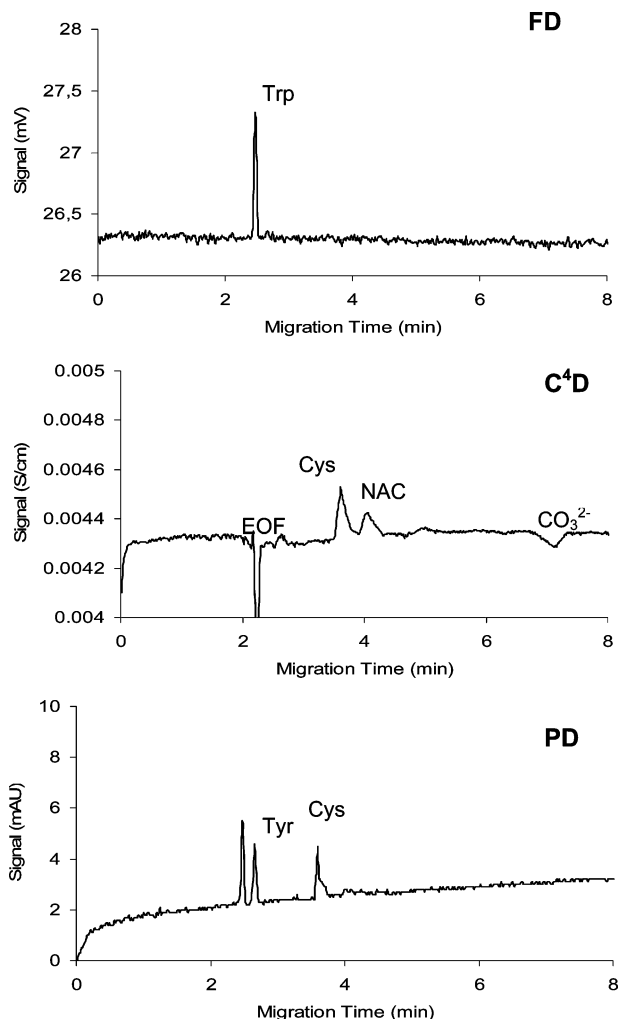 FD
28
27,5
27
26,5
26
Signal (mV)
Trp
0 2 4 6 8
Migration Time (min)
C⁴D
0.005
0.0048
0.0046
0.0044
0.0042
0.004
Signal (S/cm)
Cys
NAC
EOF
CO₃²⁻
0 2 4 6 8
Migration Time (min)
PD
10
8
6
4
2
0
Signal (mAU)
Tyr
Cys
0 2 4 6 8
Migration Time (min)